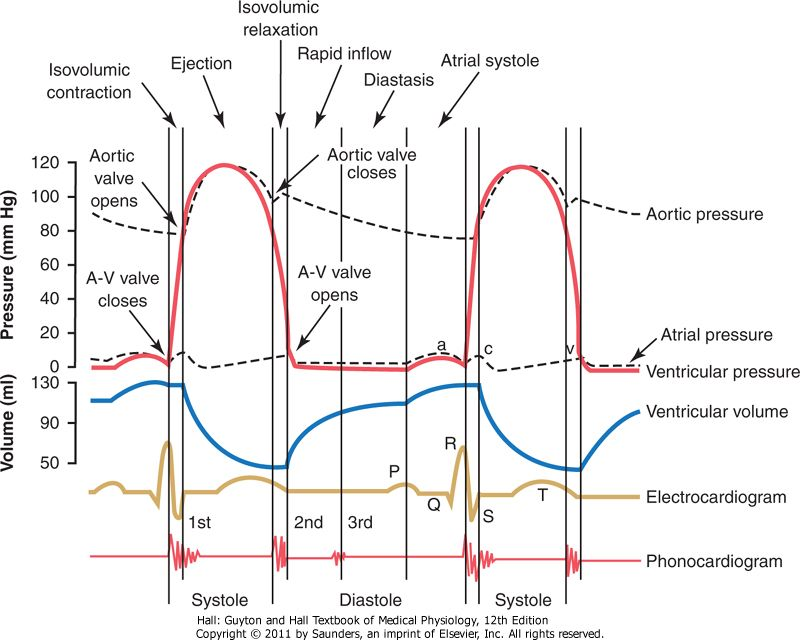 Isovolumic
relaxation
Ejection
Rapid inflow
Isovolumic
contraction
Diastasis
Atrial systole
Aortic
valve
opens
Aortic valve
closes
A-V valve
closes
A-V valve
opens
Pressure (mm Hg)
120
100
80
60
40
20
0
Aortic pressure
a
c
v
Atrial pressure
Ventricular pressure
Volume (ml)
130
90
50
Ventricular volume
R
P
Q
S
T
Electrocardiogram
1st
2nd
3rd
Phonocardiogram
Systole
Diastole
Systole
Hall: Guyton and Hall Textbook of Medical Physiology, 12th Edition
Copyright © 2011 by Saunders, an imprint of Elsevier, Inc. All rights reserved.